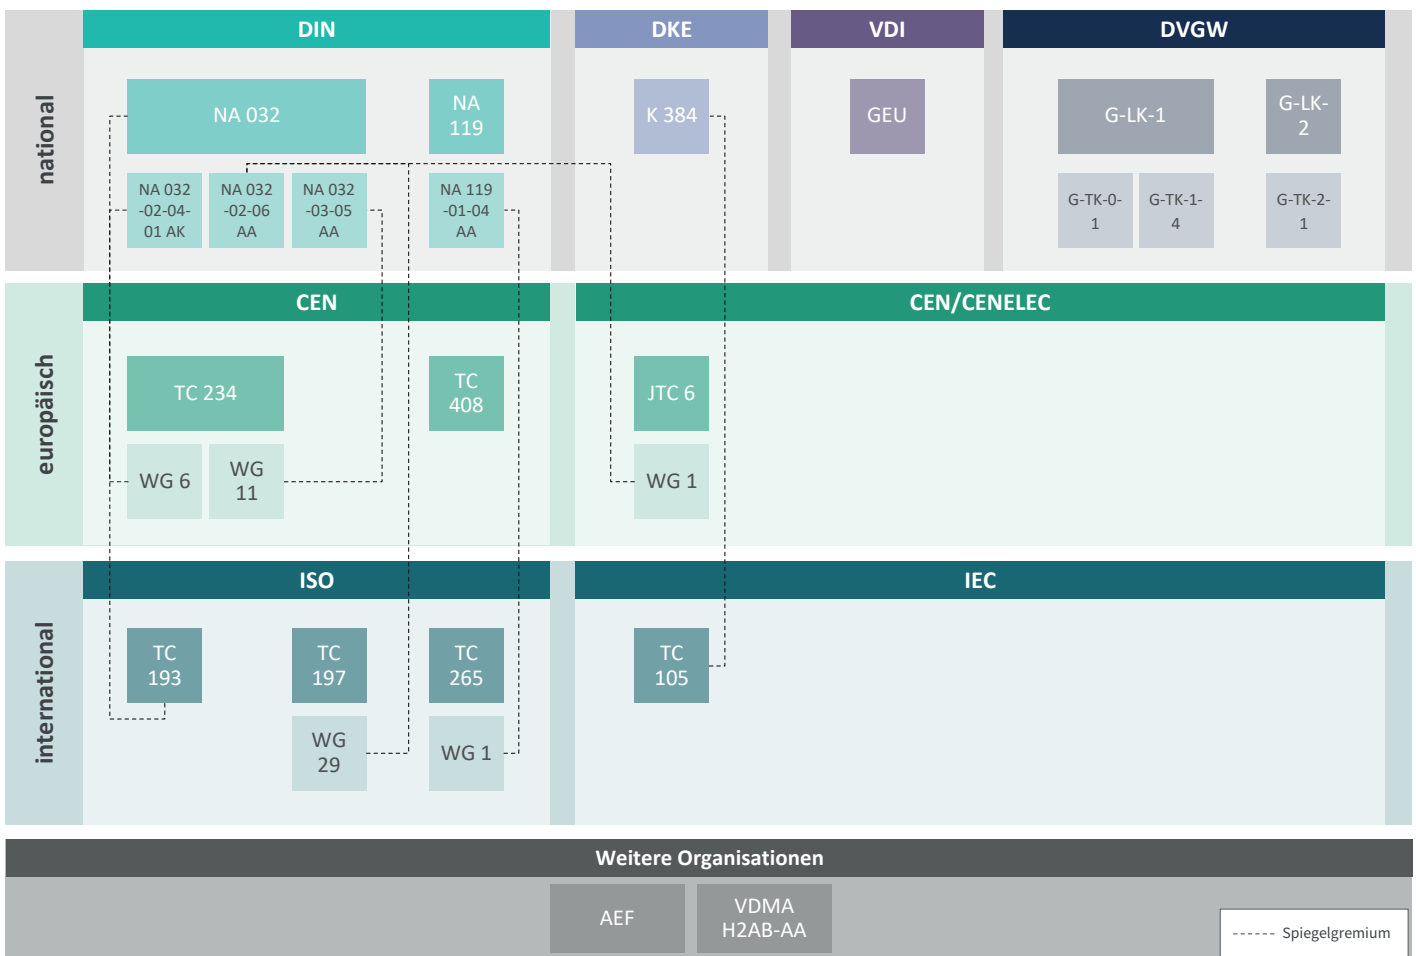 DIN
DKE
VDI
DVGW
national
NA 032
NA
119
K 384
GEU
G-LK-1
G-LK-
2
NA 032
-02-04-
01 AK
NA 032
-02-06
AA
NA 032
-03-05
AA
NA 119
-01-04
AA
G-TK-0-
1
G-TK-1-
4
G-TK-2-
1
CEN
CEN/CENELEC
europäisch
TC 234
TC
408
JTC 6
WG 6
WG
11
WG 1
ISO
IEC
international
TC
193
TC
197
TC
265
TC
105
WG
29
WG 1
Weitere Organisationen
AEF
VDMA
H2AB-AA
Spiegelgremium